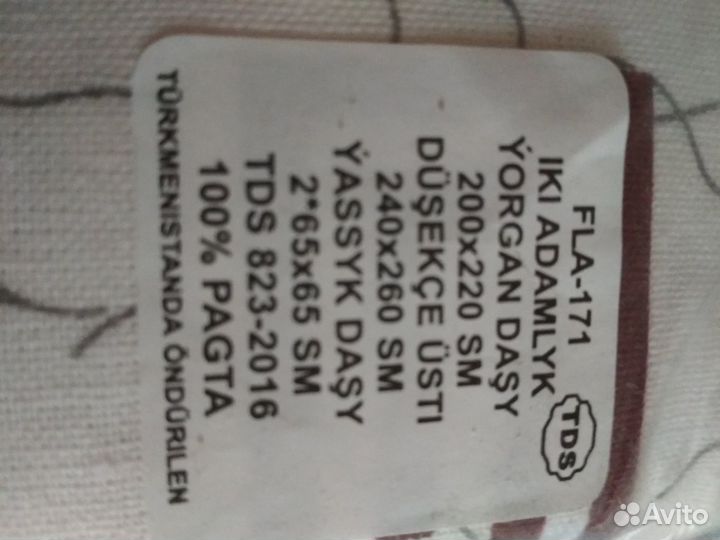 FLA-171
IKI ADAMLYK
ÝORGAN DAŞY
200x220 SM
DÜŞEKÇE ÜSTI
240x260 SM
ÝASSYK DAŞY
2*65x65 SM
TDS 823-2016
100% PAGTA
TÜRKMENISTANDA ÖNDÜRILEN
TDS
Avito